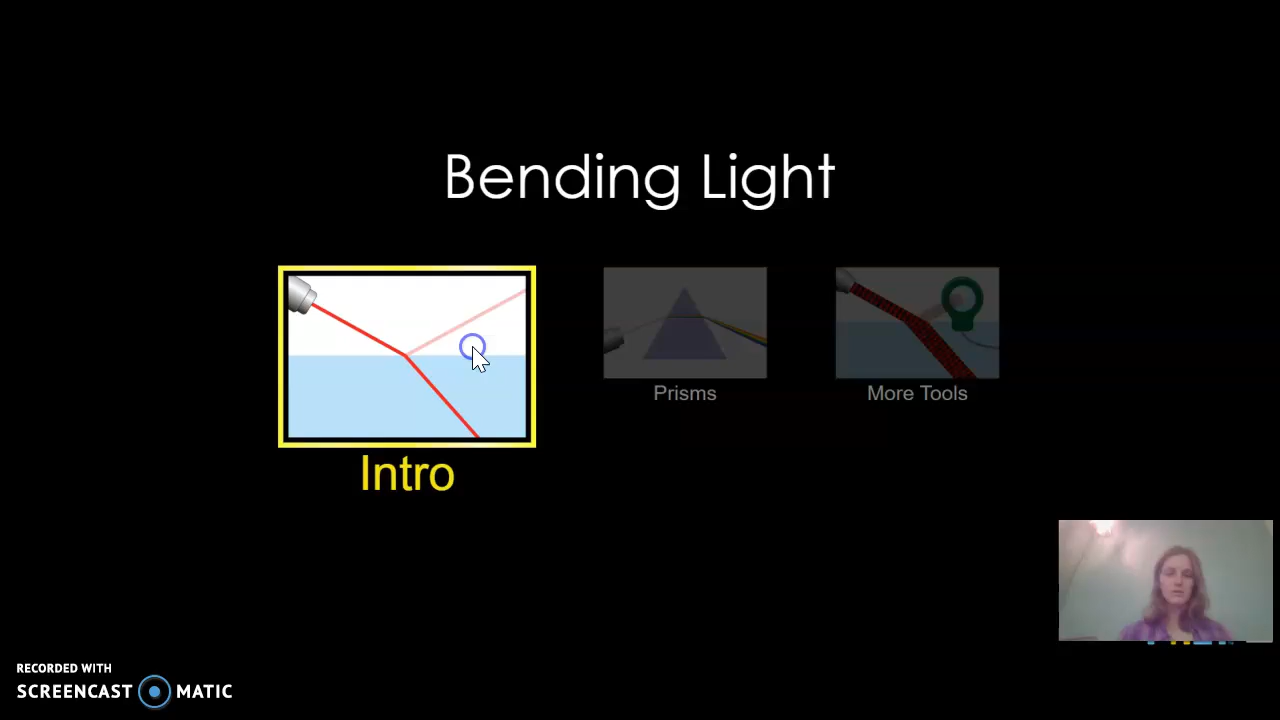 Bending Light
Prisms
More Tools
Intro
RECORDED WITH
SCREENCAST MATIC